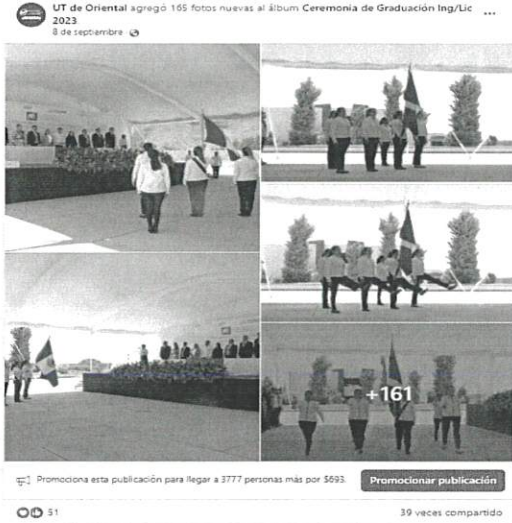 UT de Oriental agregó 165 fotos nuevas al álbum Ceremonia de Graduación Ing/Lic
2023.
8 de septiembre ·
+161
Promociona esta publicación para llegar a 3777 personas más por $693.
Promocionar publicación
51
39 veces compartido